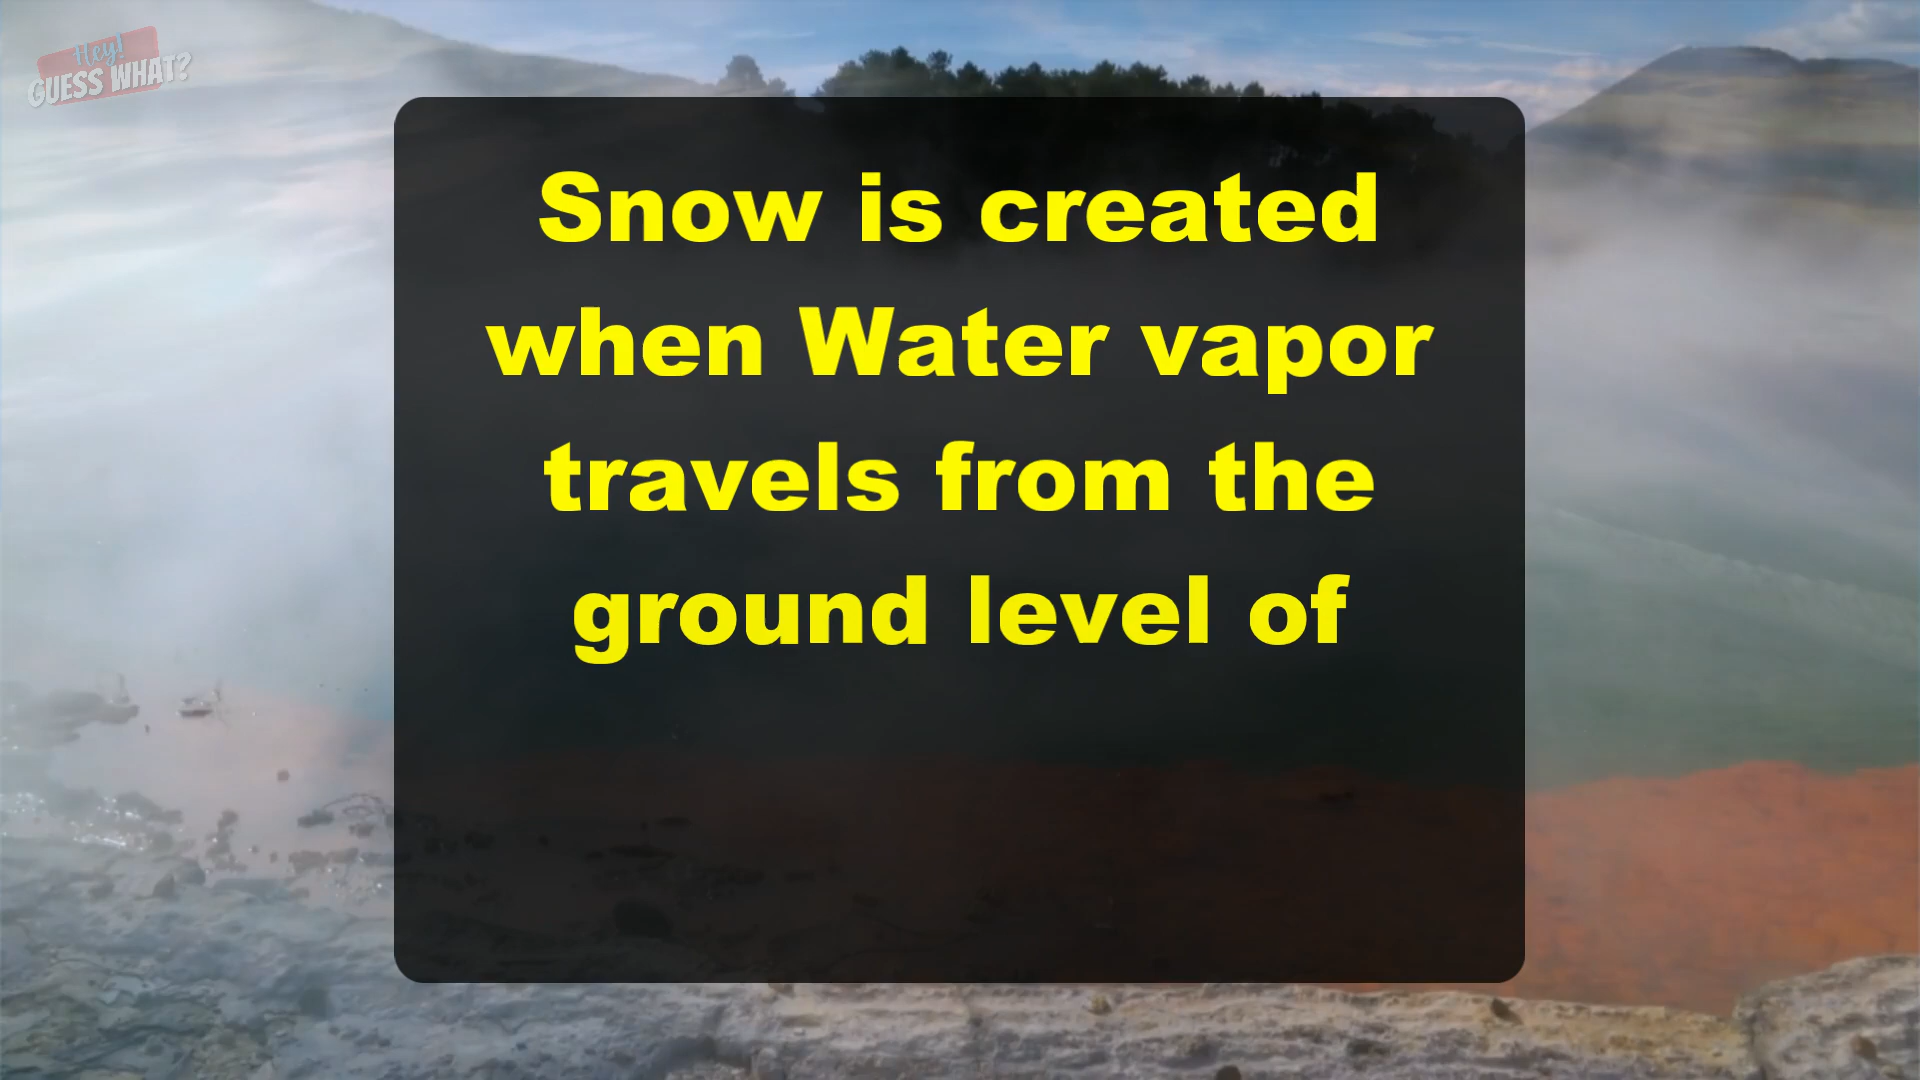 Hey!
GUESS WHAT?
Snow is created
when Water vapor
travels from the
ground level of